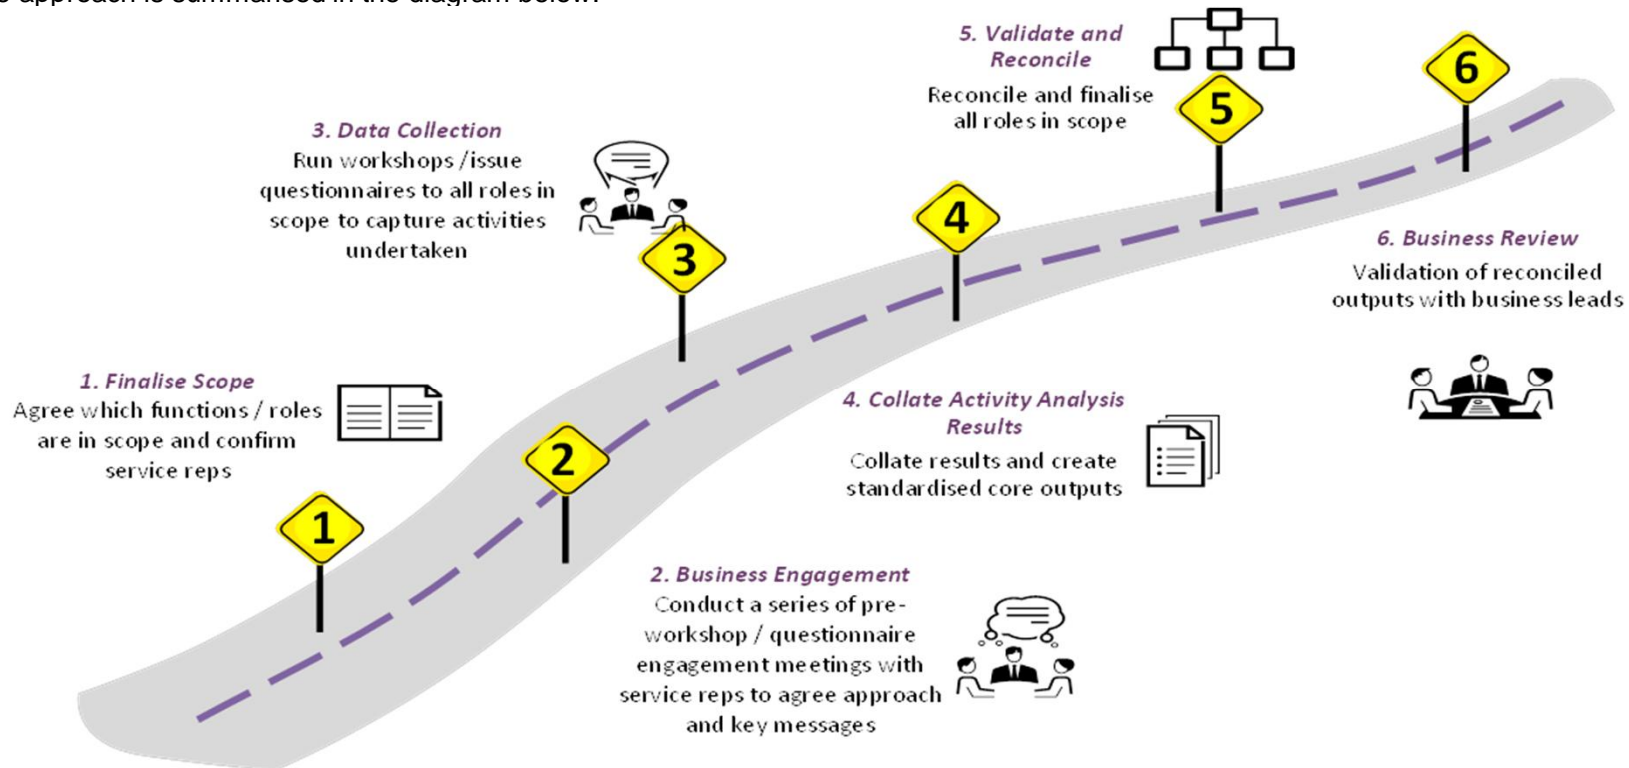 approach is summarised in the diagram below.
1. Finalise Scope
Agree which functions / roles
are in scope and confirm
service reps
1
2
2. Business Engagement
Conduct a series of pre-
workshop / questionnaire
engagement meetings with
service reps to agree approach
and key messages
3. Data Collection
Run workshops /issue
questionnaires to all roles in
scope to capture activities
undertaken
3
4
4. Collate Activity Analysis
Results
Collate results and create
standardised core outputs
5. Validate and
Reconcile
Reconcile and finalise
all roles in scope
5
6
6. Business Review
Validation of reconciled
outputs with business leads